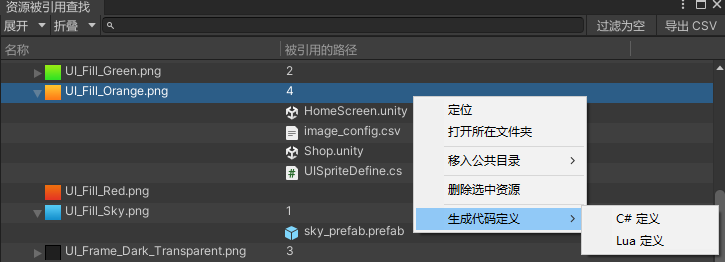 资源被引用查找
展开 折叠 过滤为空 导出 CSV
名称 被引用的路径
UI_Fill_Green.png 2
UI_Fill_Orange.png 4
HomeScreen.unity
image_config.csv
Shop.unity
UISpriteDefine.cs
UI_Fill_Red.png
UI_Fill_Sky.png 1
sky_prefab.prefab
UI_Frame_Dark_Transparent.png 3
定位
打开所在文件夹
移入公共目录
删除选中资源
生成代码定义
C# 定义
Lua 定义